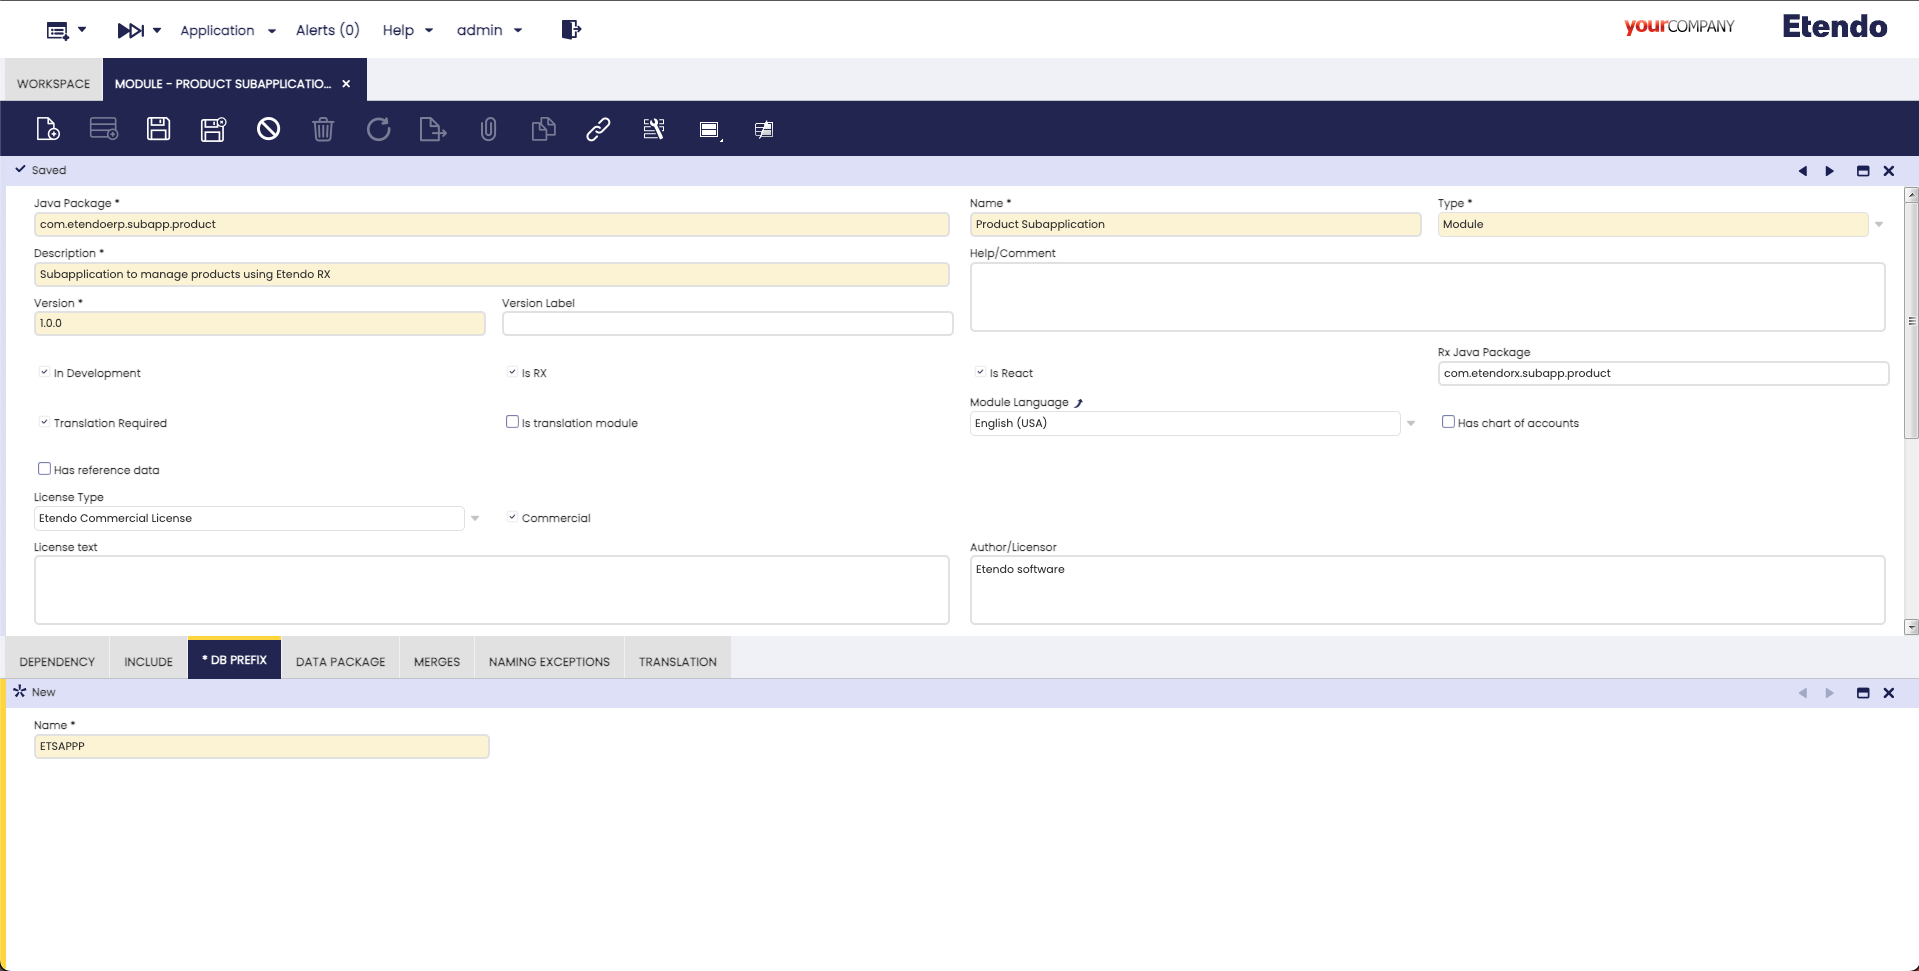 Application
Alerts (0)
Help
admin
yourCOMPANY
Etendo
WORKSPACE
MODULE - PRODUCT SUBAPPLICATIO...
Saved
Java Package *
Name *
Type *
com.etendoerp.subapp.product
Product Subapplication
Module
Description *
Help/Comment
Subapplication to manage products using Etendo RX
Version *
Version Label
1.0.0
Rx Java Package
In Development
Is RX
Is React
com.etendorx.subapp.product
Module Language
Translation Required
Is translation module
English (USA)
Has chart of accounts
Has reference data
License Type
Etendo Commercial License
Commercial
License text
Author/Licensor
Etendo software
DEPENDENCY
INCLUDE
* DB PREFIX
DATA PACKAGE
MERGES
NAMING EXCEPTIONS
TRANSLATION
New
Name *
ETSAPPP